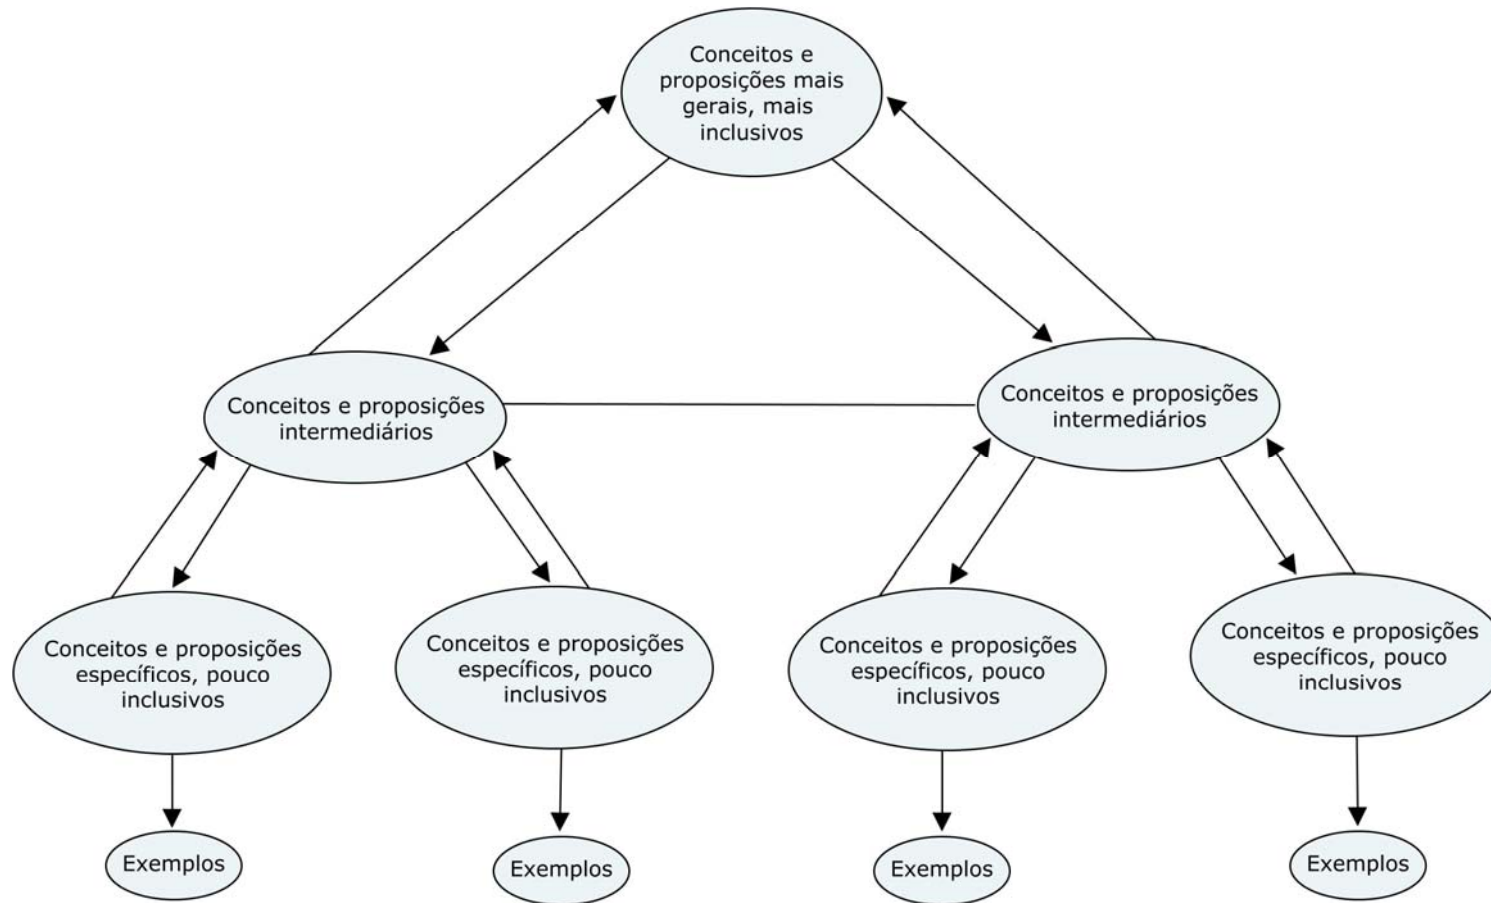 Conceitos e
proposições mais
gerais, mais
inclusivos
Conceitos e proposições
intermediários
Conceitos e proposições
intermediários
Conceitos e proposições
específicos, pouco
inclusivos
Conceitos e proposições
específicos, pouco
inclusivos
Conceitos e proposições
específicos, pouco
inclusivos
Conceitos e proposições
específicos, pouco
inclusivos
Exemplos
Exemplos
Exemplos
Exemplos